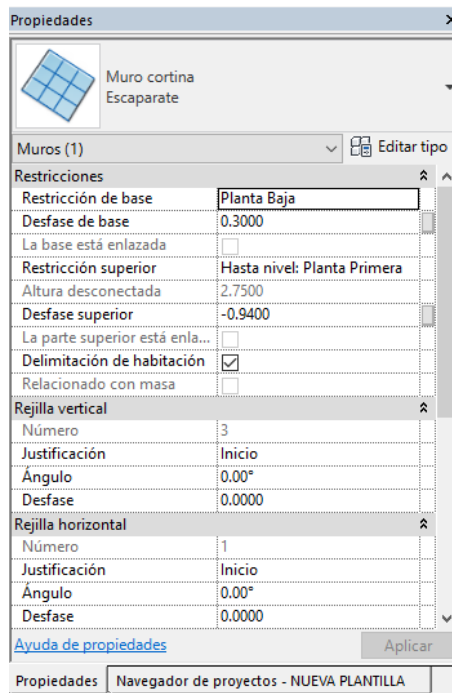 Propiedades
Muro cortina
Escaparate
Muros (1) Editar tipo
Restricciones
Restricción de base Planta Baja
Desfase de base 0.3000
La base está enlazada
Restricción superior Hasta nivel: Planta Primera
Altura desconectada 2.7500
Desfase superior -0.9400
La parte superior está enla...
Delimitación de habitación
Relacionado con masa
Rejilla vertical
Número 3
Justificación Inicio
Ángulo 0.00°
Desfase 0.0000
Rejilla horizontal
Número 1
Justificación Inicio
Ángulo 0.00°
Desfase 0.0000
Ayuda de propiedades Aplicar
Propiedades Navegador de proyectos - NUEVA PLANTILLA